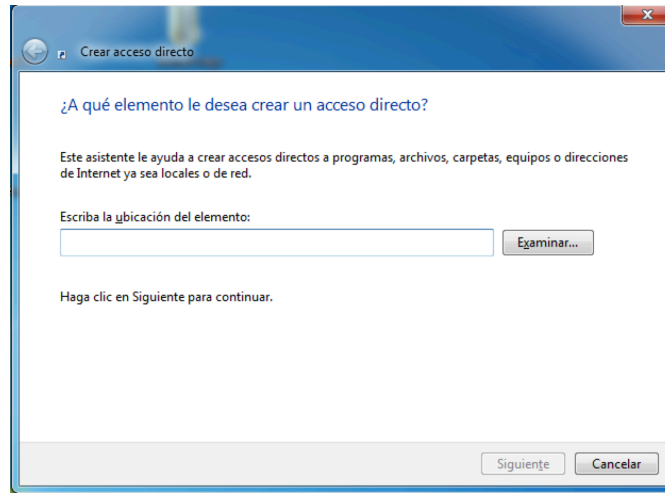 Crear acceso directo
¿A qué elemento le desea crear un acceso directo?
Este asistente le ayuda a crear accesos directos a programas, archivos, carpetas, equipos o direcciones
de Internet ya sea locales o de red.
Escriba la ubicación del elemento:
Examinar...
Haga clic en Siguiente para continuar.
Siguiente
Cancelar